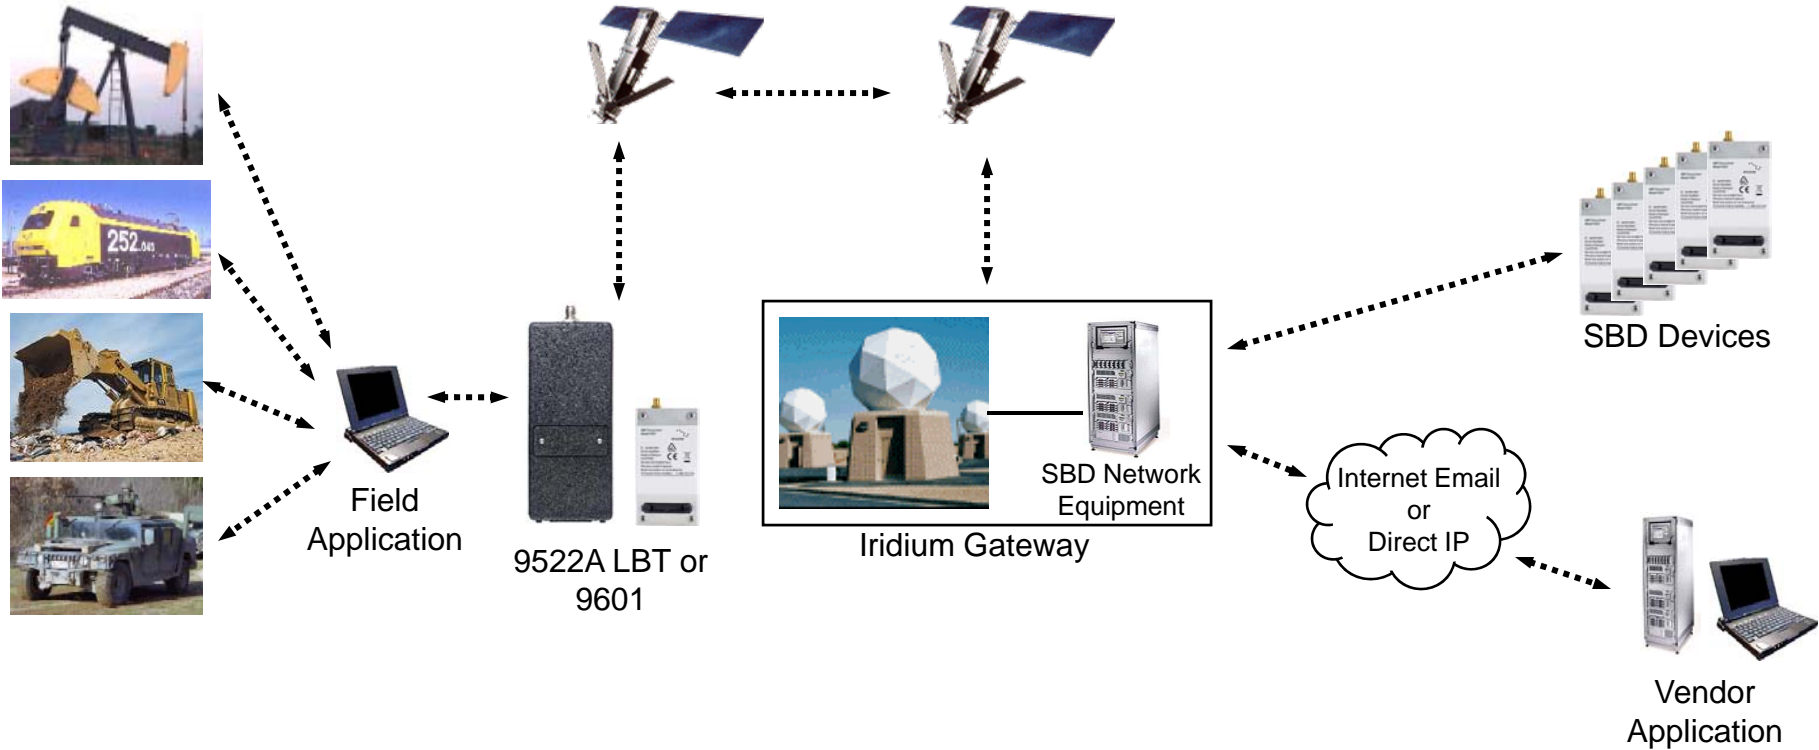 252.
Field
Application
9522A LBT or
9601
SBD Network
Equipment
Iridium Gateway
SBD Devices
Internet Email
or
Direct IP
Vendor
Application